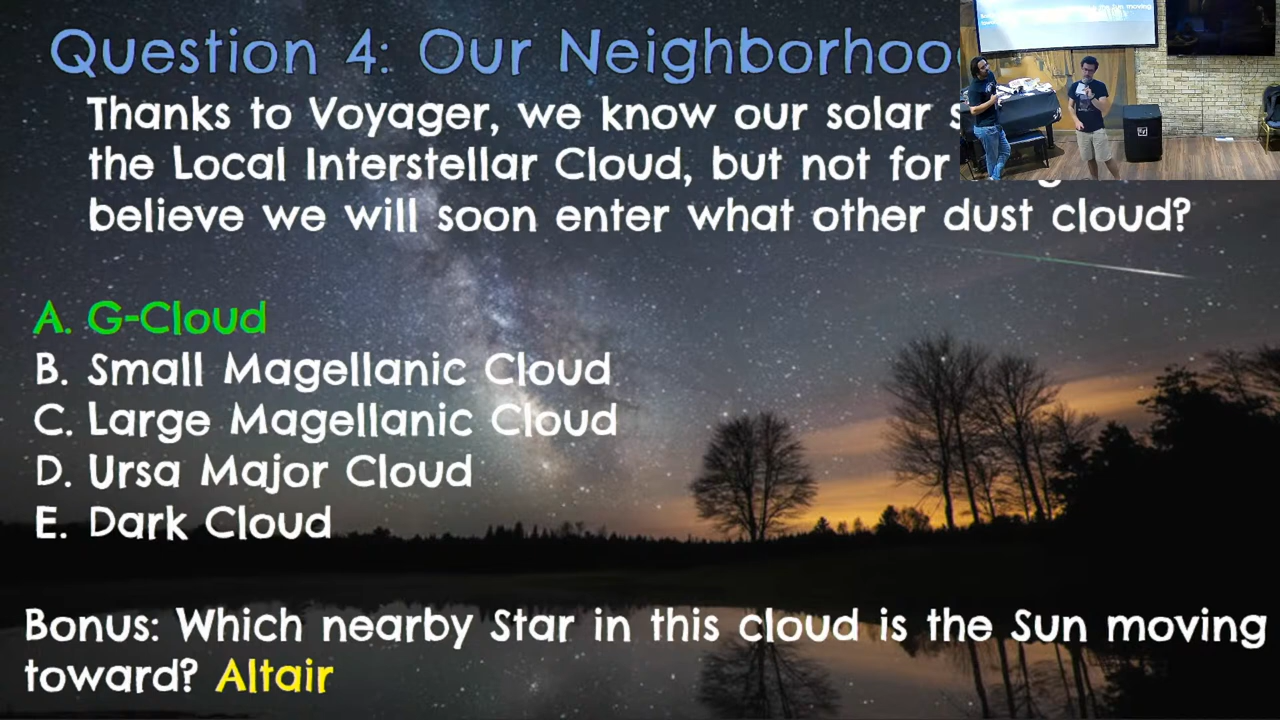 Question 4: Our Neighborhoo
Thanks to Voyager, we know our solar s
the Local Interstellar Cloud, but not for
believe we will soon enter what other dust cloud?
A. G-Cloud
B. Small Magellanic Cloud
C. Large Magellanic Cloud
D. Ursa Major Cloud
E. Dark Cloud
Bonus: Which nearby Star in this cloud is the Sun moving
toward? Altair